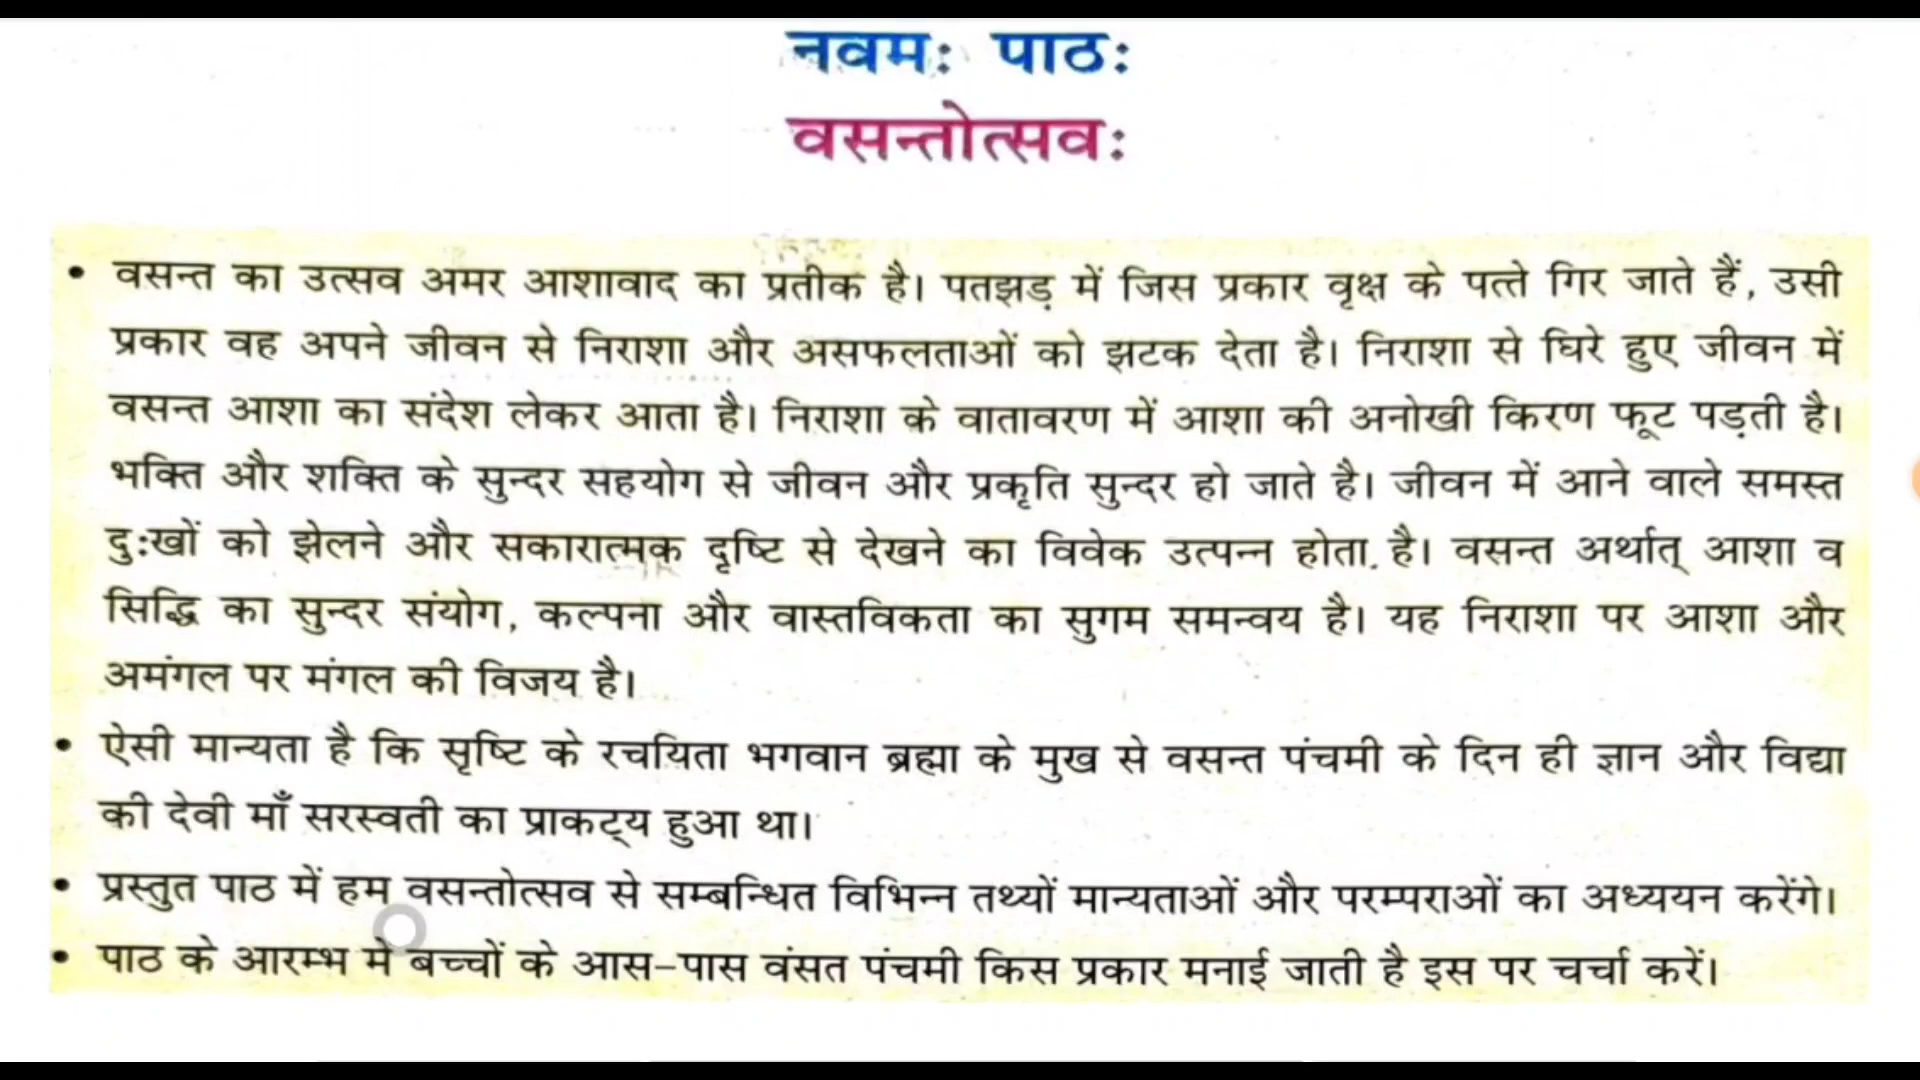 नवमः पाठः
वसन्तोत्सवः
• वसन्त का उत्सव अमर आशावाद का प्रतीक है। पतझड़ में जिस प्रकार वृक्ष के पत्ते गिर जाते हैं, उसी
प्रकार वह अपने जीवन से निराशा और असफलताओं को झटक देता है। निराशा से घिरे हुए जीवन में
वसन्त आशा का संदेश लेकर आता है। निराशा के वातावरण में आशा की अनोखी किरण फूट पड़ती है।
भक्ति और शक्ति के सुन्दर सहयोग से जीवन और प्रकृति सुन्दर हो जाते है। जीवन में आने वाले समस्त
दुःखों को झेलने और सकारात्मक दृष्टि से देखने का विवेक उत्पन्न होता है। वसन्त अर्थात् आशा व
सिद्धि का सुन्दर संयोग, कल्पना और वास्तविकता का सुगम समन्वय है। यह निराशा पर आशा और
अमंगल पर मंगल की विजय है।
• ऐसी मान्यता है कि सृष्टि के रचयिता भगवान ब्रह्मा के मुख से वसन्त पंचमी के दिन ही ज्ञान और विद्या
की देवी माँ सरस्वती का प्राकट्य हुआ था।
• प्रस्तुत पाठ में हम वसन्तोत्सव से सम्बन्धित विभिन्न तथ्यों मान्यताओं और परम्पराओं का अध्ययन करेंगे।
• पाठ के आरम्भ मे बच्चों के आस-पास वंसत पंचमी किस प्रकार मनाई जाती है इस पर चर्चा करें।